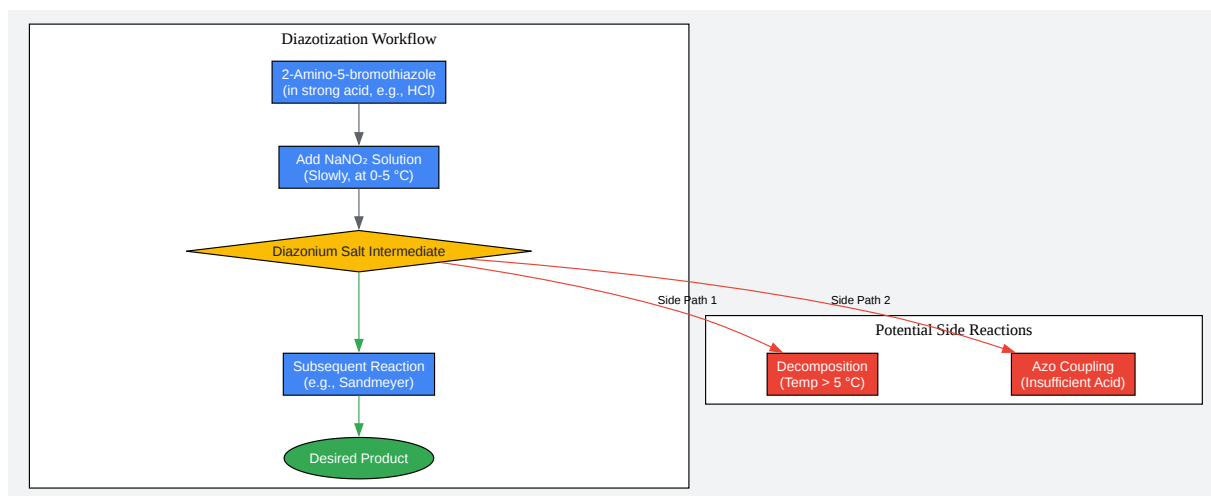 Diazotization Workflow
2-Amino-5-bromothiazole
(in strong acid, e.g., HCl)
Add NaNO₂ Solution
(Slowly, at 0-5 °C)
Diazonium Salt Intermediate
Side Path 1
Side Path 2
Potential Side Reactions
Subsequent Reaction
(e.g., Sandmeyer)
Decomposition
(Temp > 5 °C)
Azo Coupling
(Insufficient Acid)
Desired Product